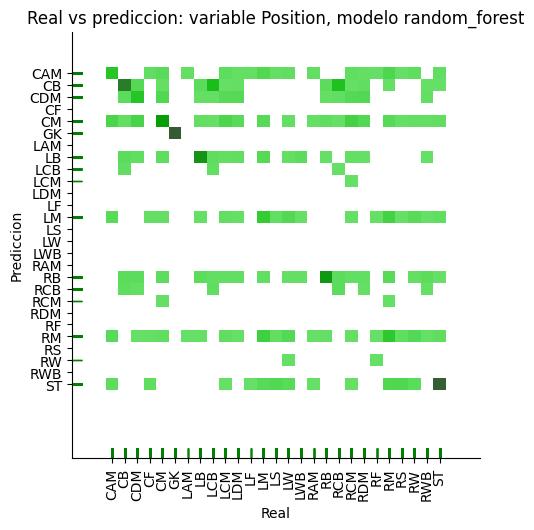 Real vs prediccion: variable Position, modelo random_forest
CAM
CB
CDM
CF
CM
GK
LAM
LB
LCB
LCM
LDM
LF
LM
LS
LW
LWB
RAM
RB
RCB
RCM
RDM
RF
RM
RS
RW
RWB
ST
Prediccion
CAM
CB
CDM
CF
CM
GK
LAM
LB
LCB
LCM
LDM
LF
LM
LS
LW
LWB
RAM
RB
RCB
RCM
RDM
RF
RM
RS
RW
RWB
ST
Real